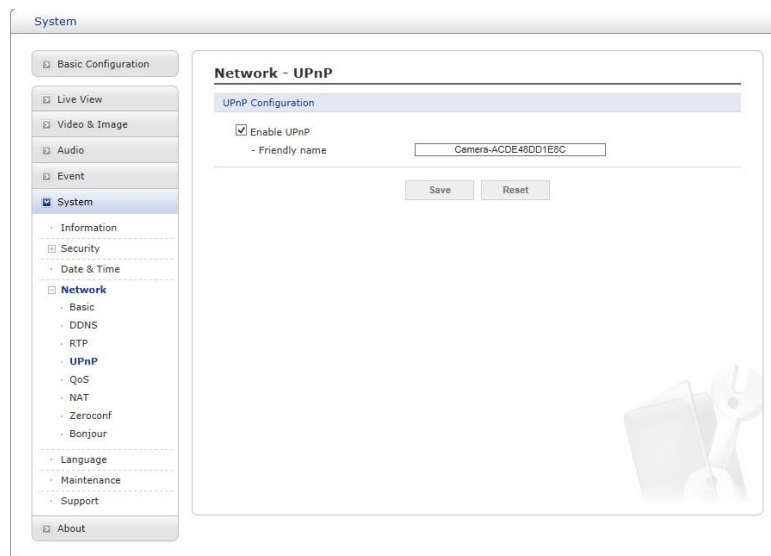 System
Basic Configuration
Live View
Video & Image
Audio
Event
System
Information
Security
Date & Time
Network
Basic
DDNS
RTP
UPnP
QoS
NAT
Zeroconf
Bonjour
Language
Maintenance
Support
About
Network - UPnP
UPnP Configuration
Enable UPnP
- Friendly name Camera-ACDE48DD1E8C
Save Reset